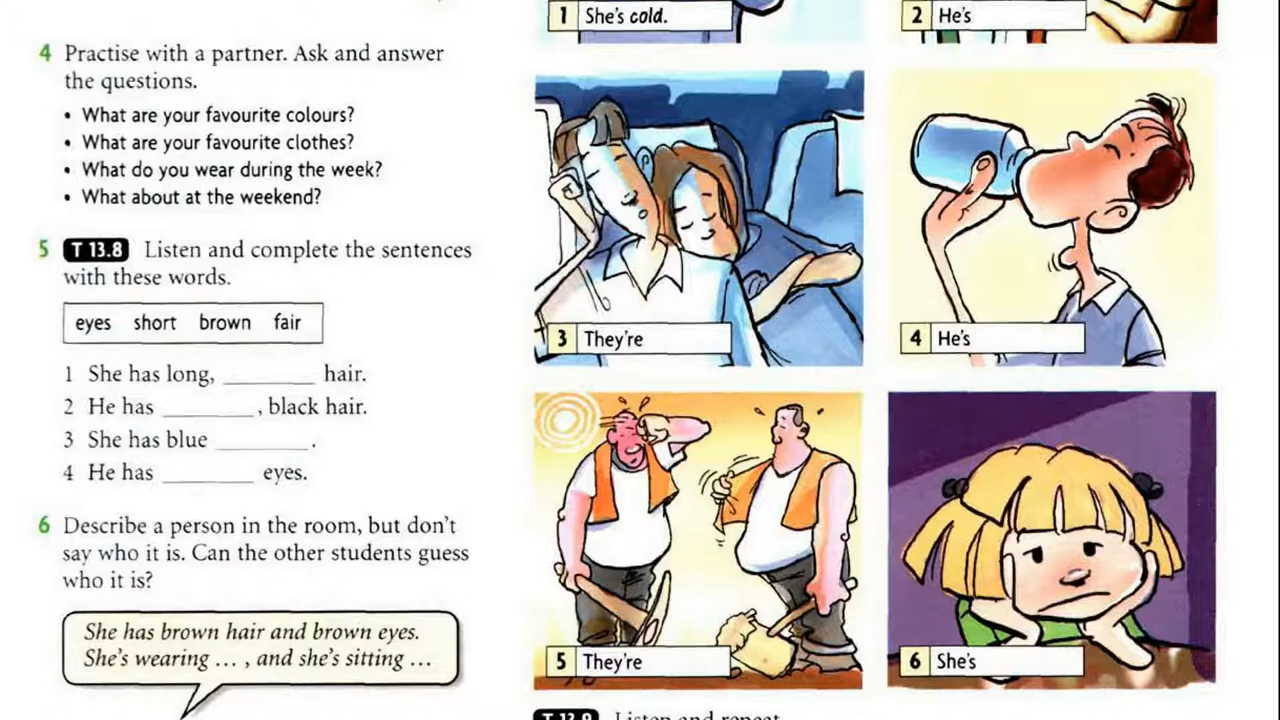 4 Practise with a partner. Ask and answer
the questions.
• What are your favourite colours?
• What are your favourite clothes?
• What do you wear during the week?
• What about at the weekend?
5 T 13.8 Listen and complete the sentences
with these words.
eyes short brown fair
1 She has long, ________ hair.
2 He has ________, black hair.
3 She has blue ________.
4 He has ________ eyes.
6 Describe a person in the room, but don't
say who it is. Can the other students guess
who it is?
She has brown hair and brown eyes.
She's wearing … , and she's sitting …
1 She's cold.
2 He's
3 They're
4 He's
5 They're
6 She's
T 13.9 Listen and repeat